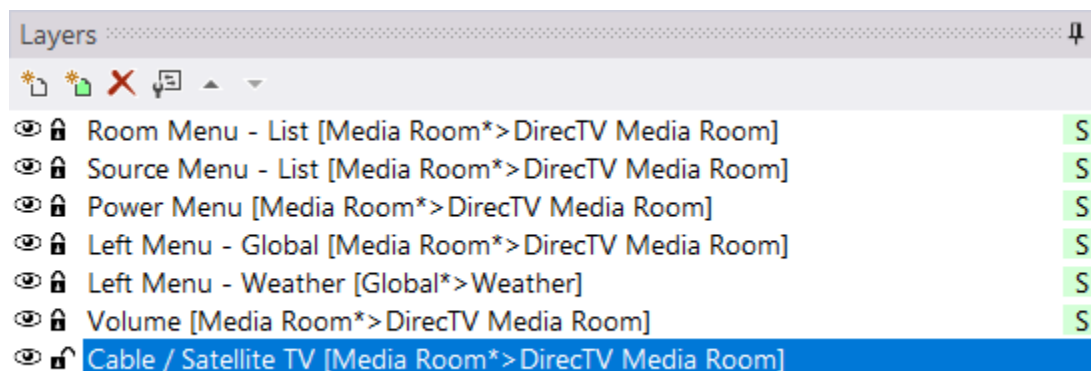 Layers
Room Menu - List [Media Room*>DirecTV Media Room] S
Source Menu - List [Media Room*>DirecTV Media Room] S
Power Menu [Media Room*>DirecTV Media Room] S
Left Menu - Global [Media Room*>DirecTV Media Room] S
Left Menu - Weather [Global*>Weather] S
Volume [Media Room*>DirecTV Media Room] S
Cable / Satellite TV [Media Room*>DirecTV Media Room]